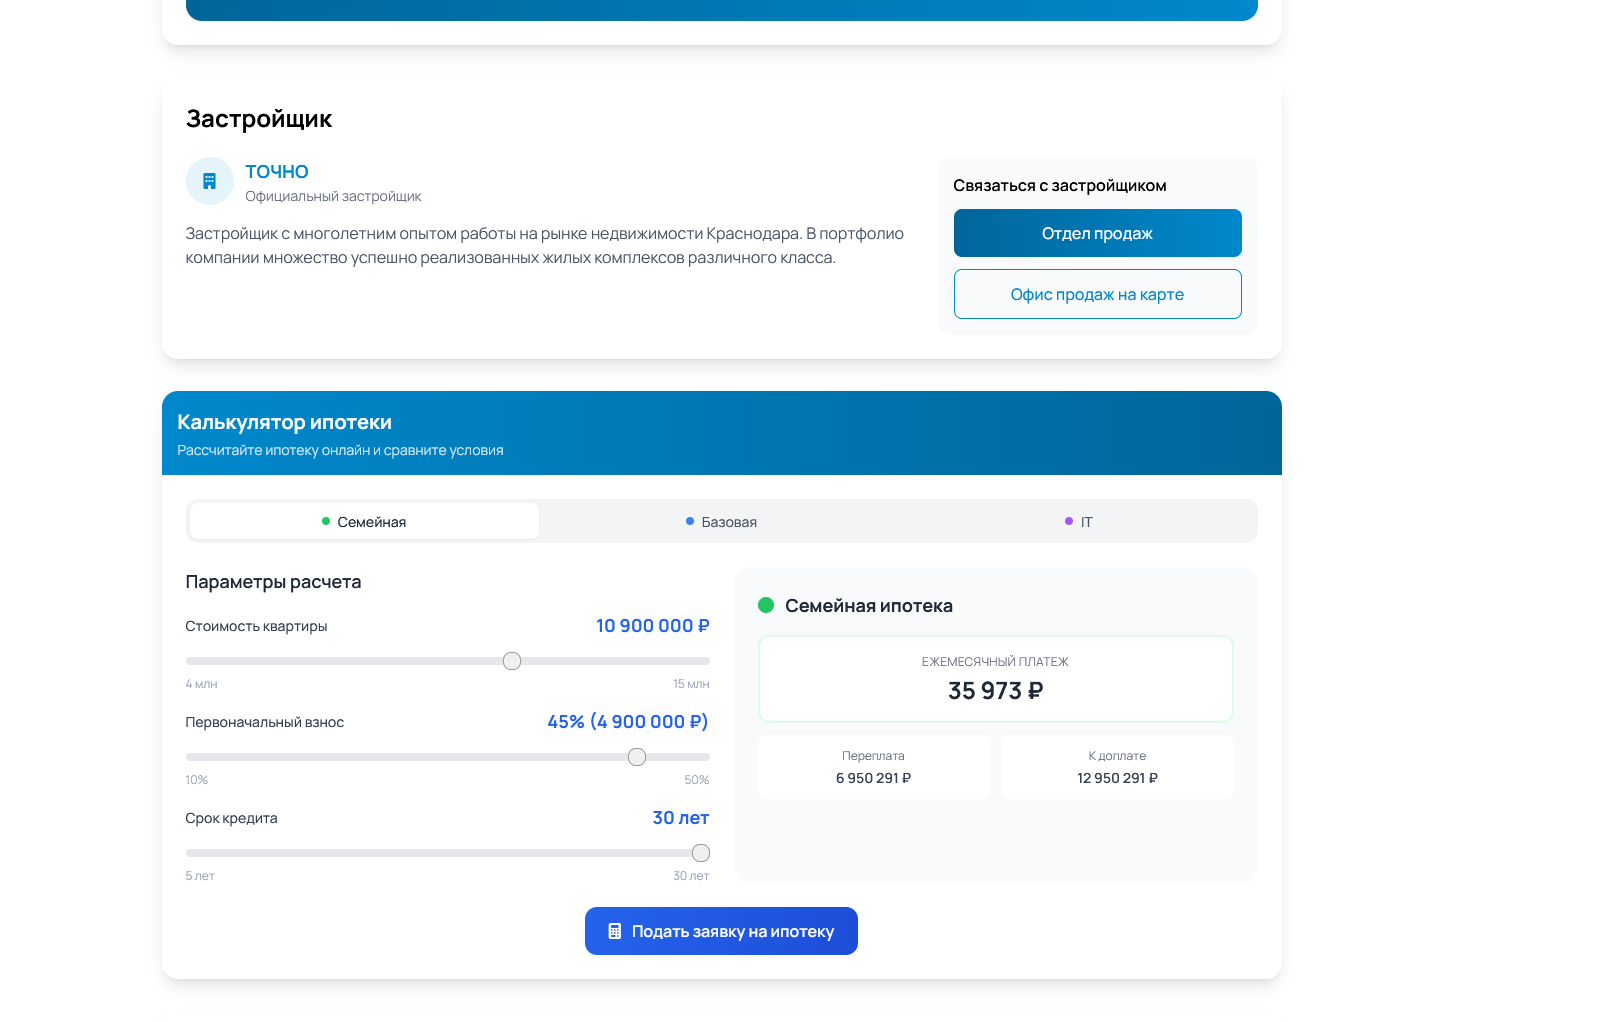 Застройщик
ТОЧНО
Официальный застройщик
Застройщик с многолетним опытом работы на рынке недвижимости Краснодара. В портфолио
компании множество успешно реализованных жилых комплексов различного класса.
Связаться с застройщиком
Отдел продаж
Офис продаж на карте
Калькулятор ипотеки
Рассчитайте ипотеку онлайн и сравните условия
Семейная
Базовая
IT
Параметры расчета
Стоимость квартиры
10 900 000 ₽
4 млн
15 млн
Первоначальный взнос
45% (4 900 000 ₽)
10%
50%
Срок кредита
30 лет
5 лет
30 лет
Семейная ипотека
ЕЖЕМЕСЯЧНЫЙ ПЛАТЕЖ
35 973 ₽
Переплата
6 950 291 ₽
К доплате
12 950 291 ₽
Подать заявку на ипотеку